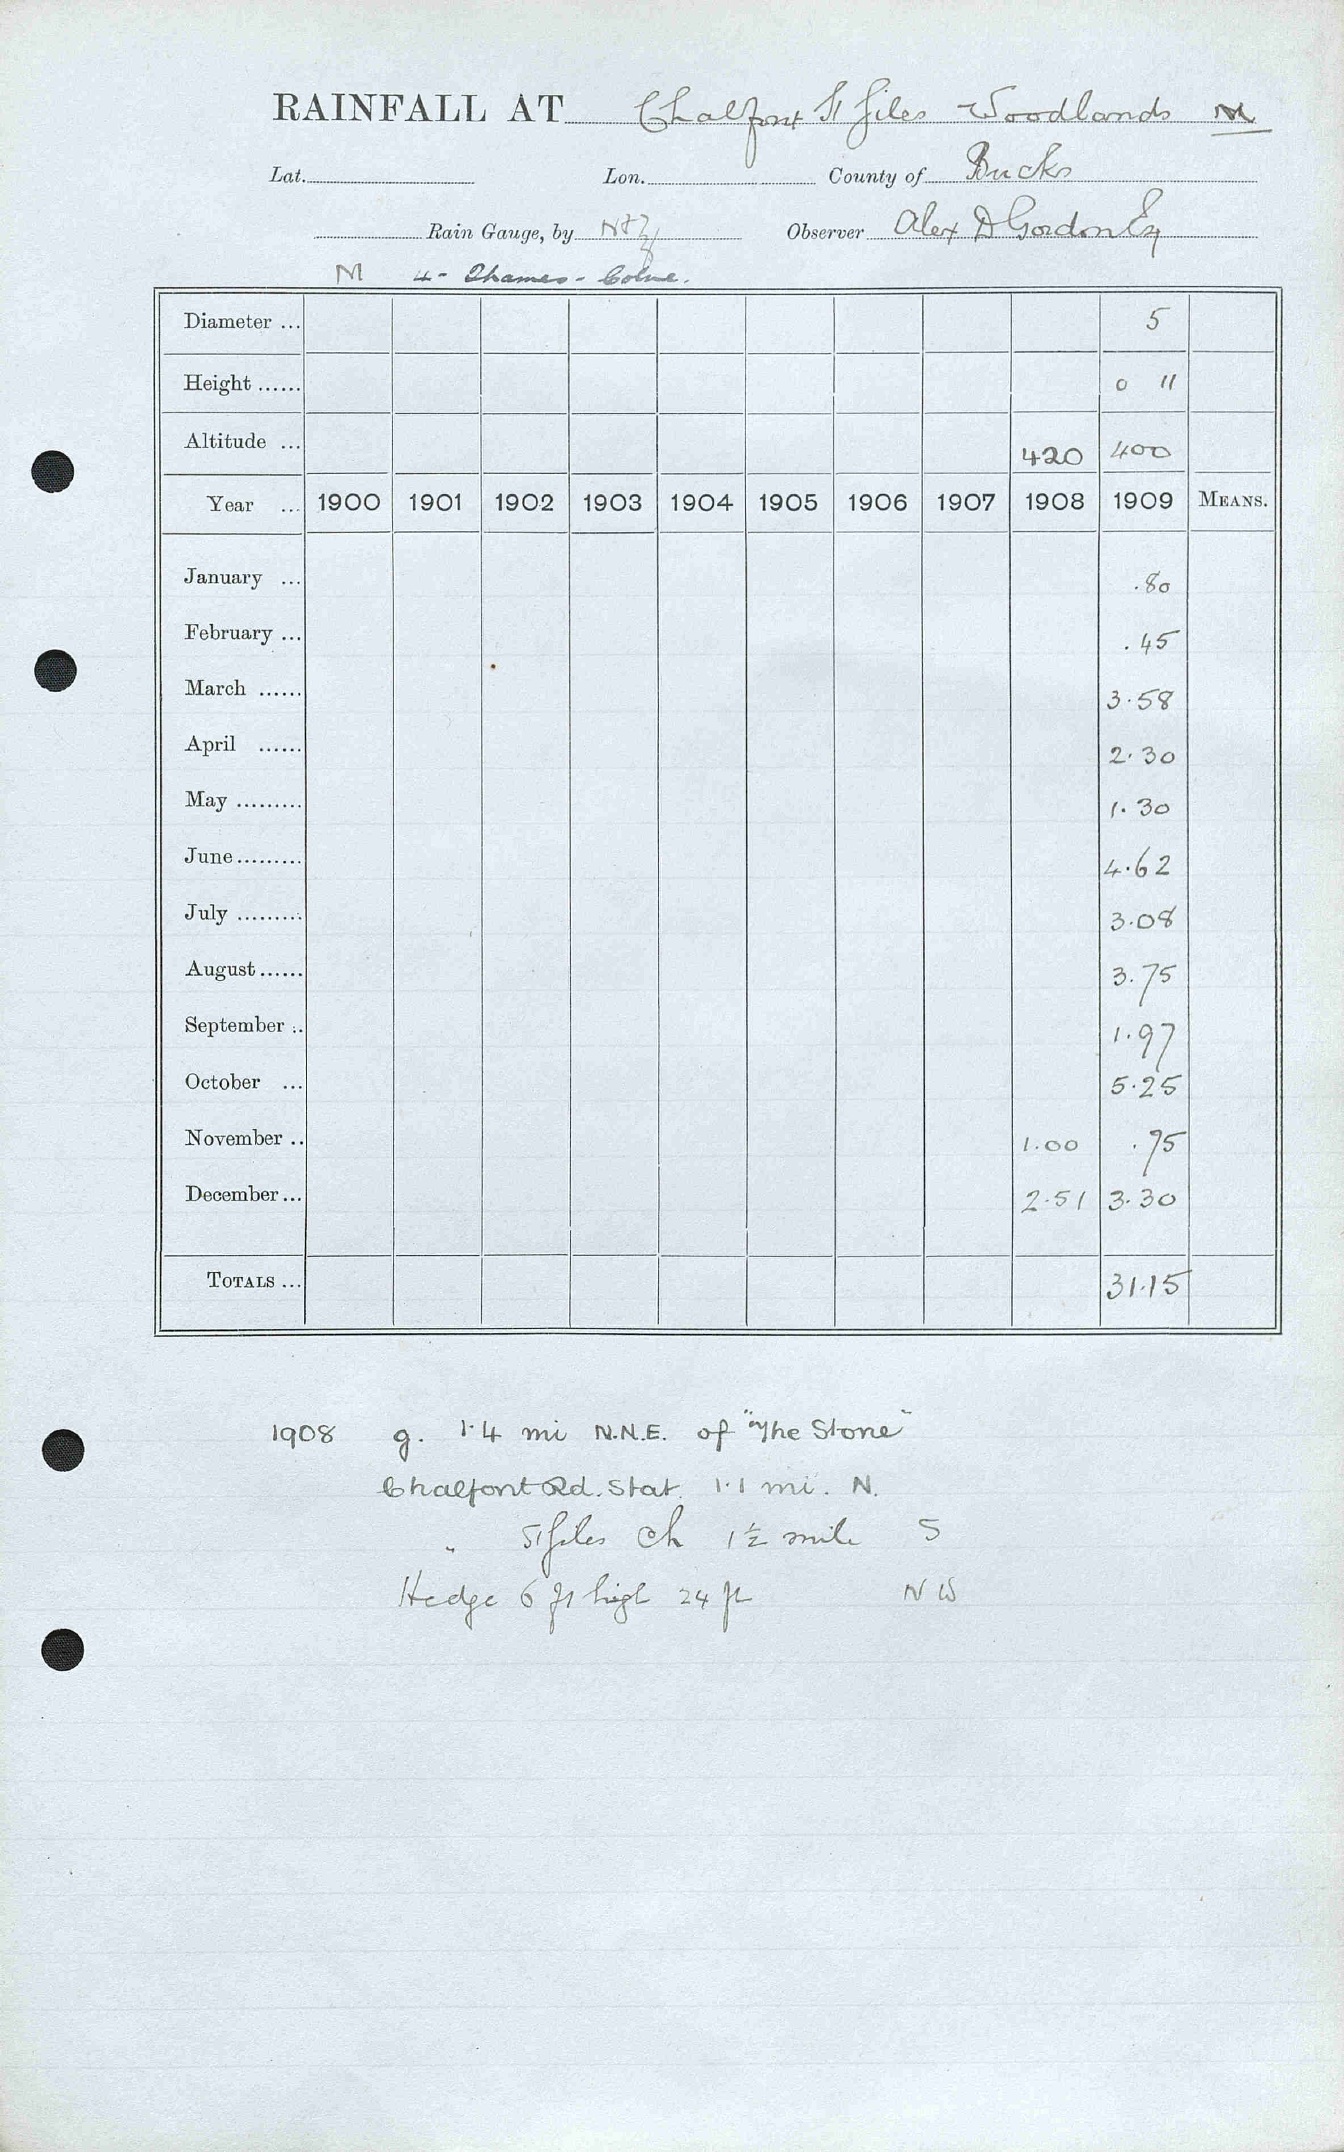 RAINFALL AT Chalfont St Giles Woodlands M
Lat. Lon. County of Bucks
Rain Gauge, by N & Z Observer Alex D Gordon Esq
M 4 - Thames - Colne.
Diameter ... 5
Height ...... 0 11
Altitude ... 420 400
Year ... 1900 1901 1902 1903 1904 1905 1906 1907 1908 1909 MEANS.
January ... .80
February ... .45
March ...... 3.58
April ...... 2.30
May ......... 1.30
June ......... 4.62
July ......... 3.08
August ...... 3.75
September .. 1.97
October ... 5.25
November .. 1.00 .75
December ... 2.51 3.30
TOTALS ... 31.15
1908 g. 1.4 mi N.N.E. of "The Stone"
Chalfont Rd. Stat. 1.1 mi. N.
" St Giles Ch 1½ mile S
Hedge 6 ft high 24 ft NW